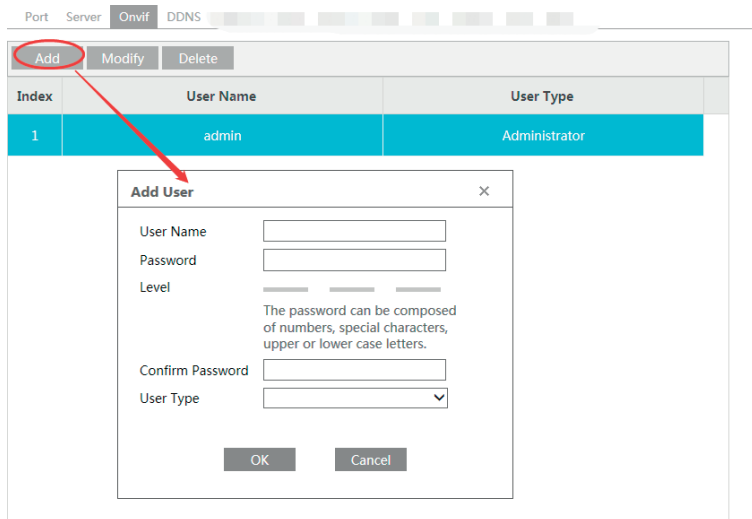 Port Server Onvif DDNS
Add Modify Delete
Index User Name User Type
1 admin Administrator
Add User ×
User Name
Password
Level
The password can be composed
of numbers, special characters,
upper or lower case letters.
Confirm Password
User Type
OK Cancel